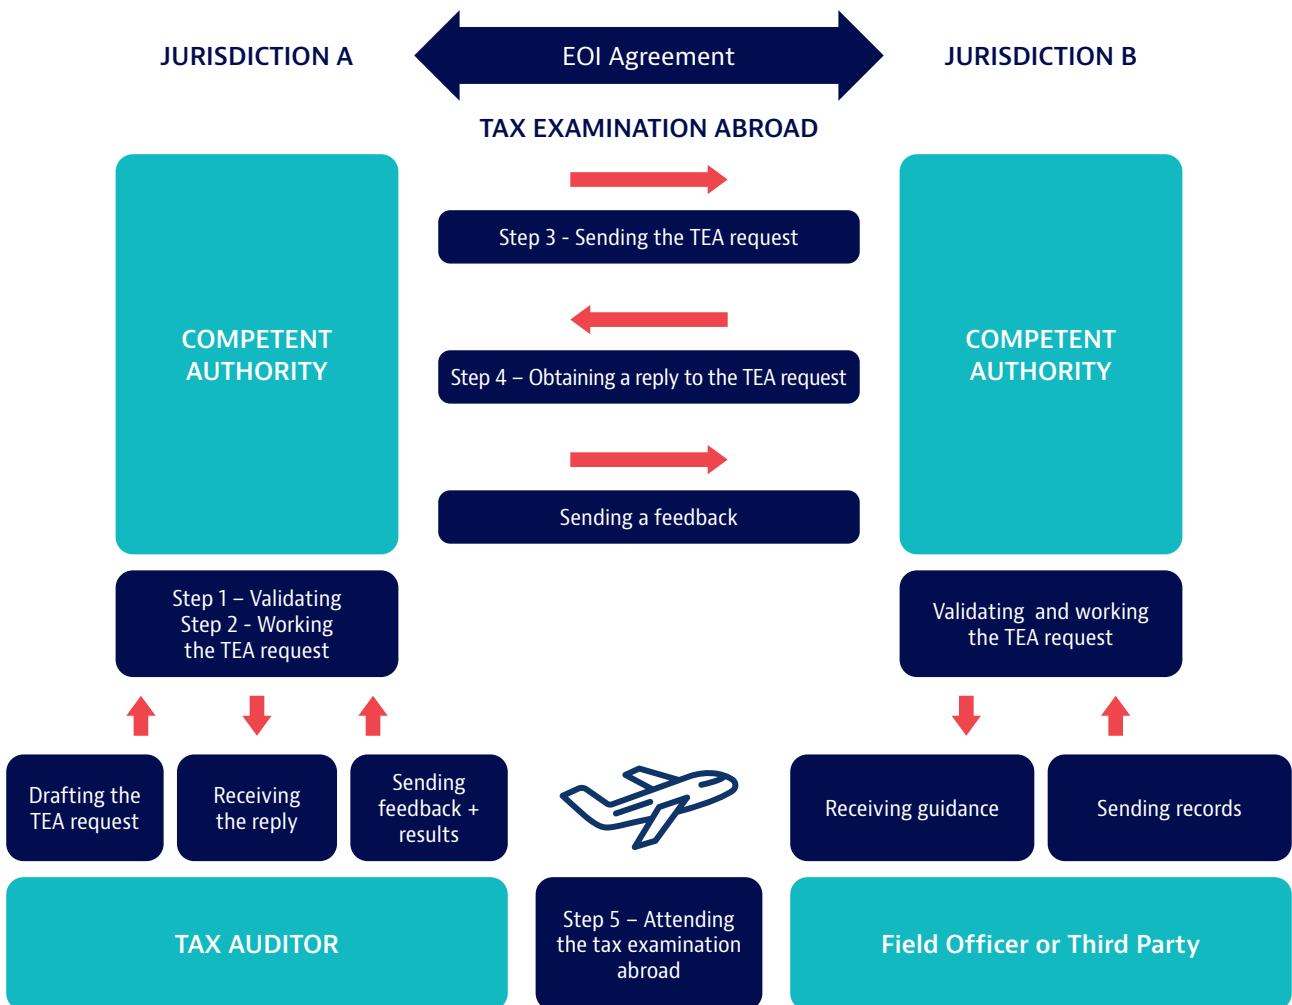 JURISDICTION A
EOI Agreement
JURISDICTION B
TAX EXAMINATION ABROAD
COMPETENT
AUTHORITY
Step 3 - Sending the TEA request
Step 4 – Obtaining a reply to the TEA request
Sending a feedback
COMPETENT
AUTHORITY
Step 1 – Validating
Step 2 - Working
the TEA request
Validating and working
the TEA request
Drafting the
TEA request
Receiving
the reply
Sending
feedback +
results
Receiving guidance
Sending records
TAX AUDITOR
Step 5 – Attending
the tax examination
abroad
Field Officer or Third Party